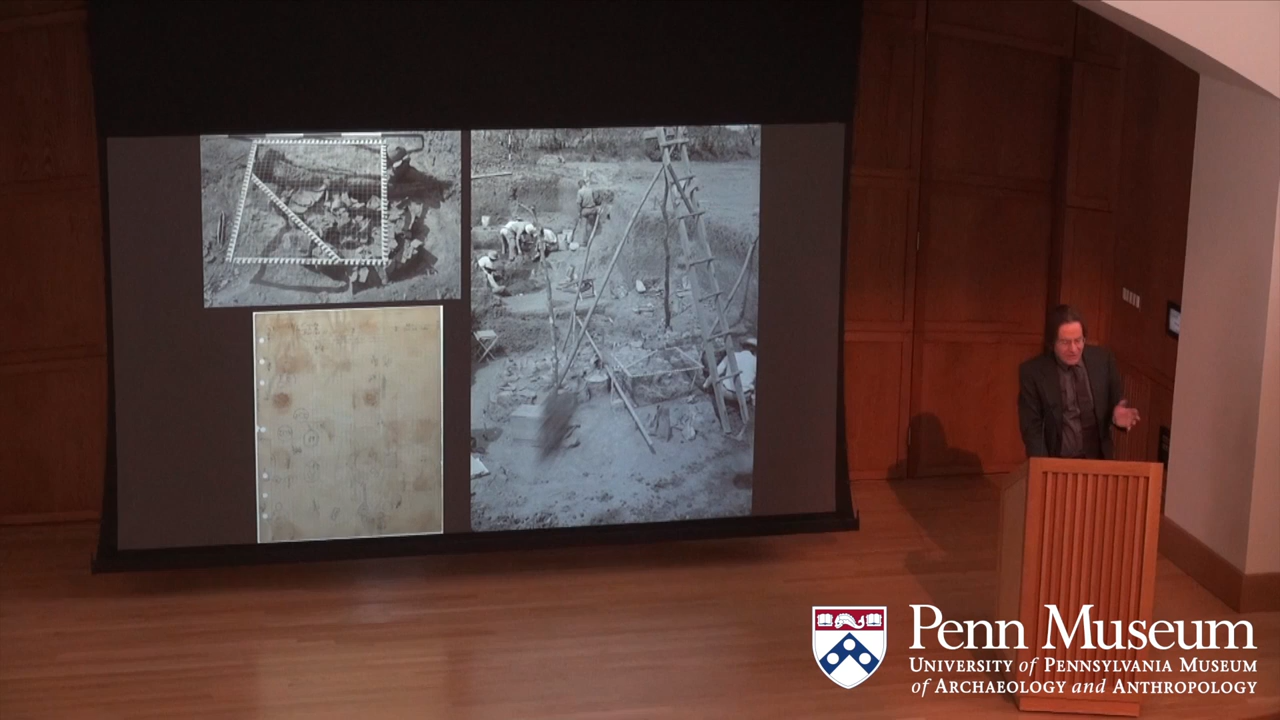 Penn Museum
University of Pennsylvania Museum
of Archaeology and Anthropology